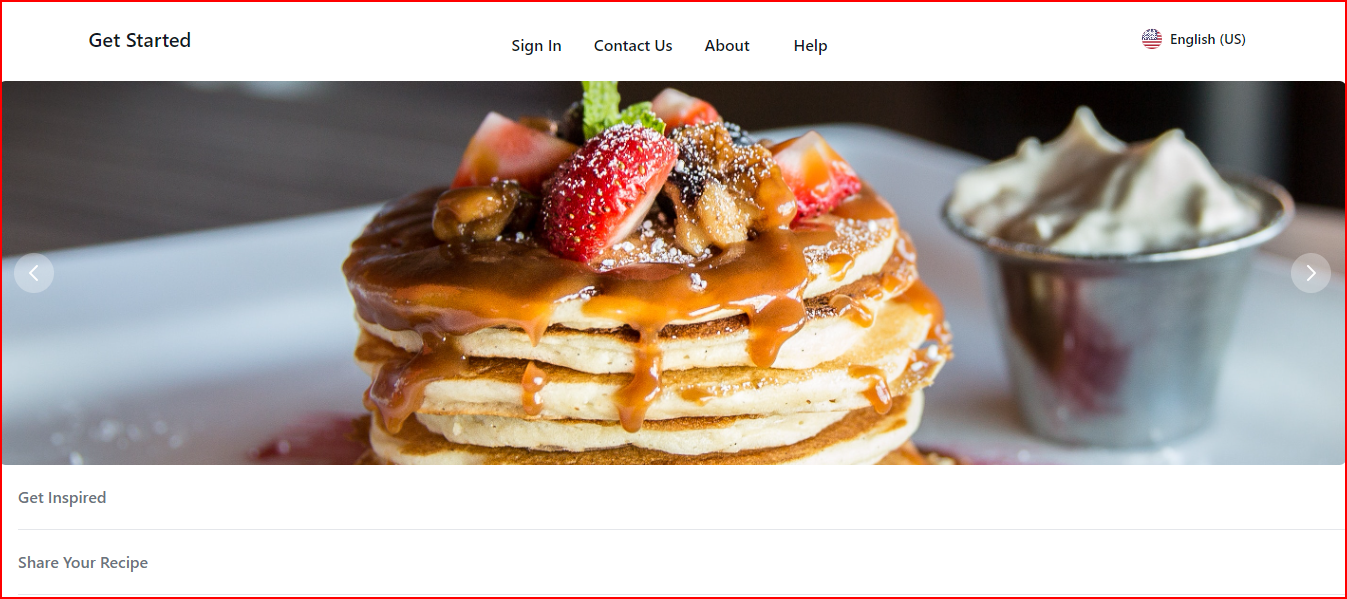 Get Started
Sign In
Contact Us
About
Help
English (US)
Get Inspired
Share Your Recipe